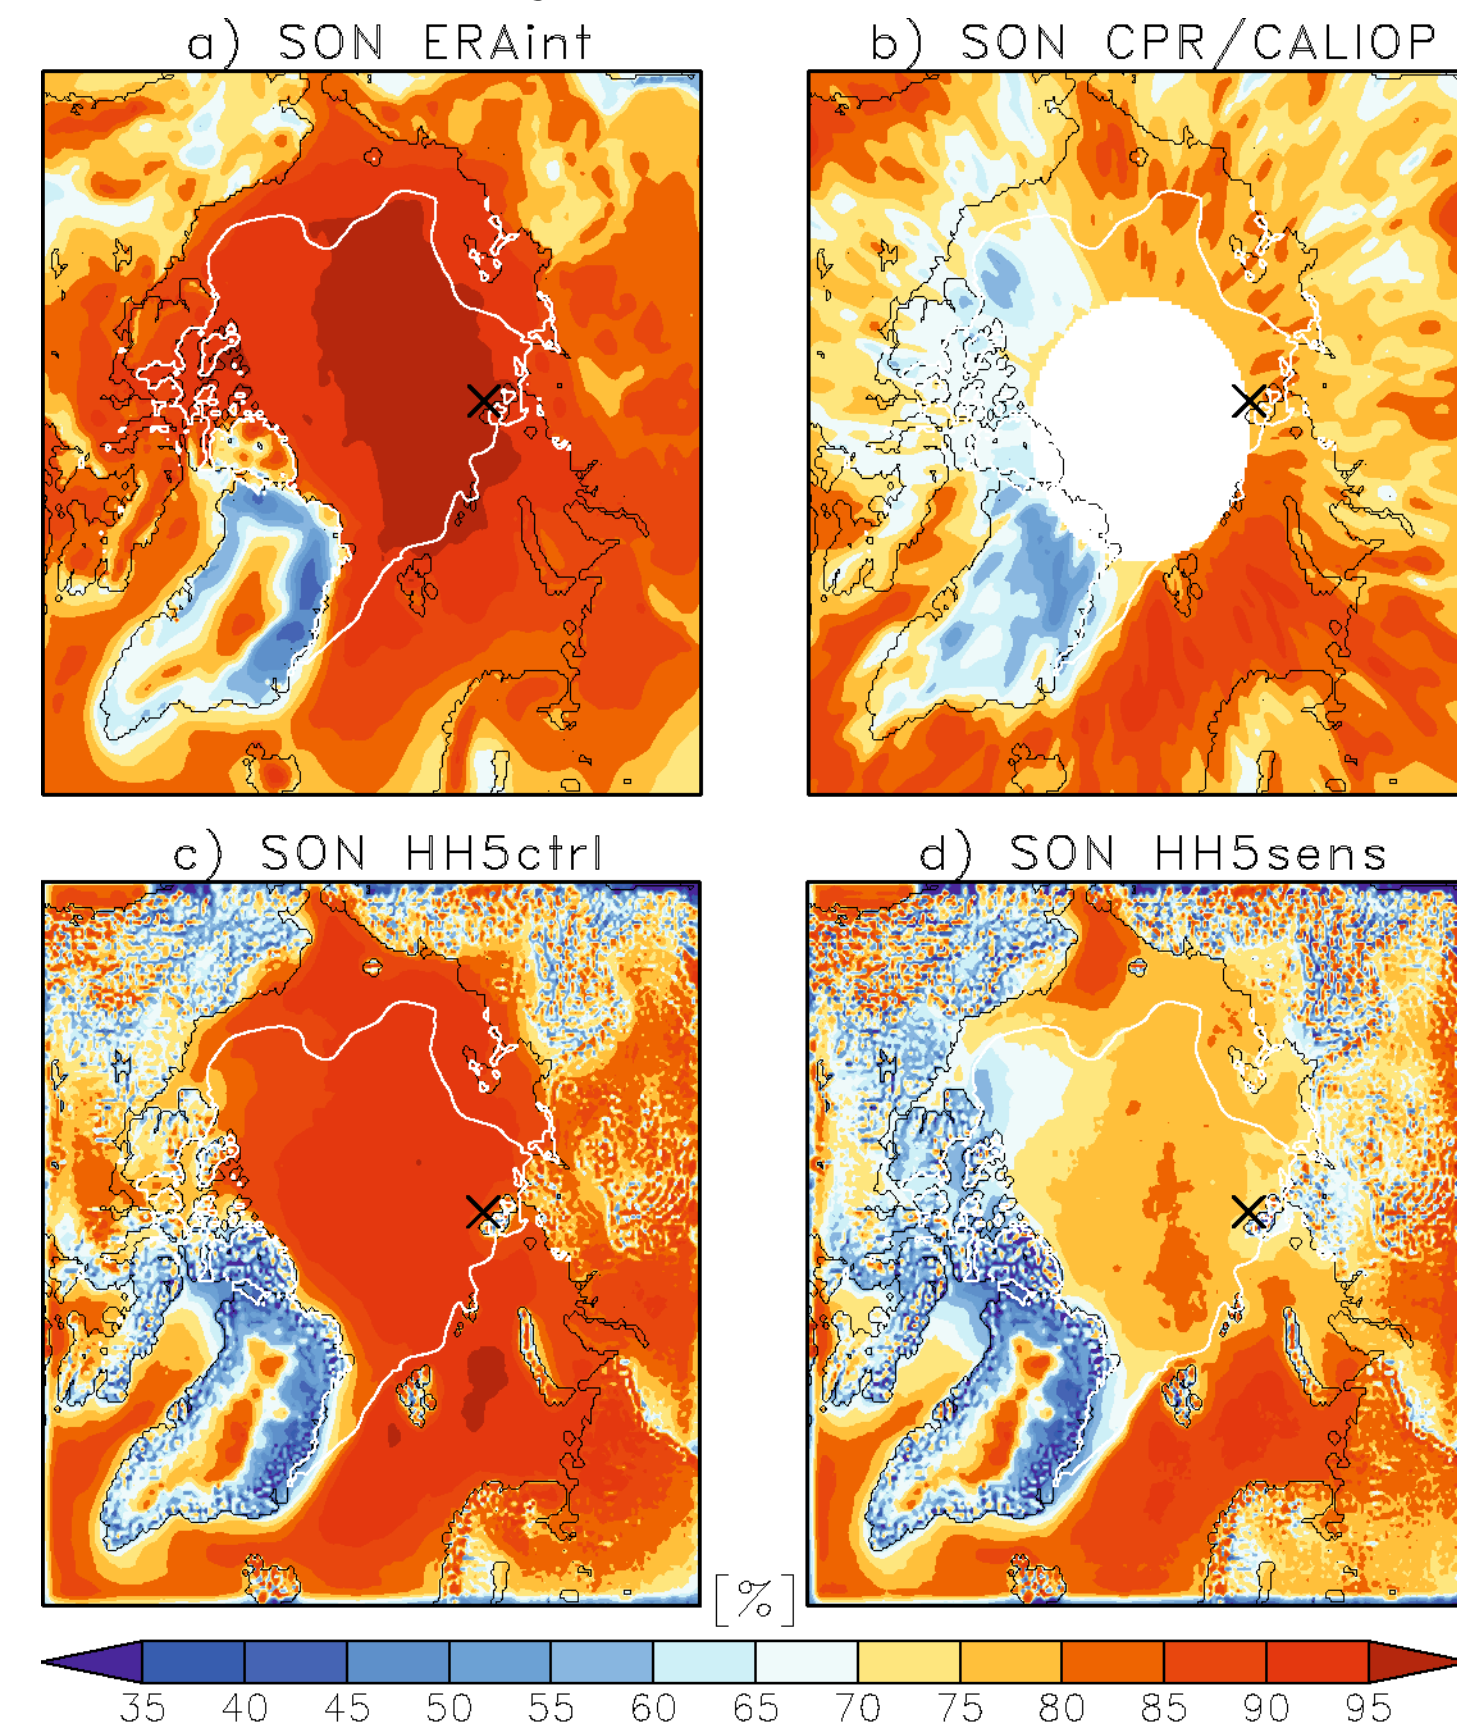 a) SON ERAint
b) SON CPR/CALIOP
c) SON HH5ctrl
d) SON HH5sens
[%]
35 40 45 50 55 60 65 70 75 80 85 90 95